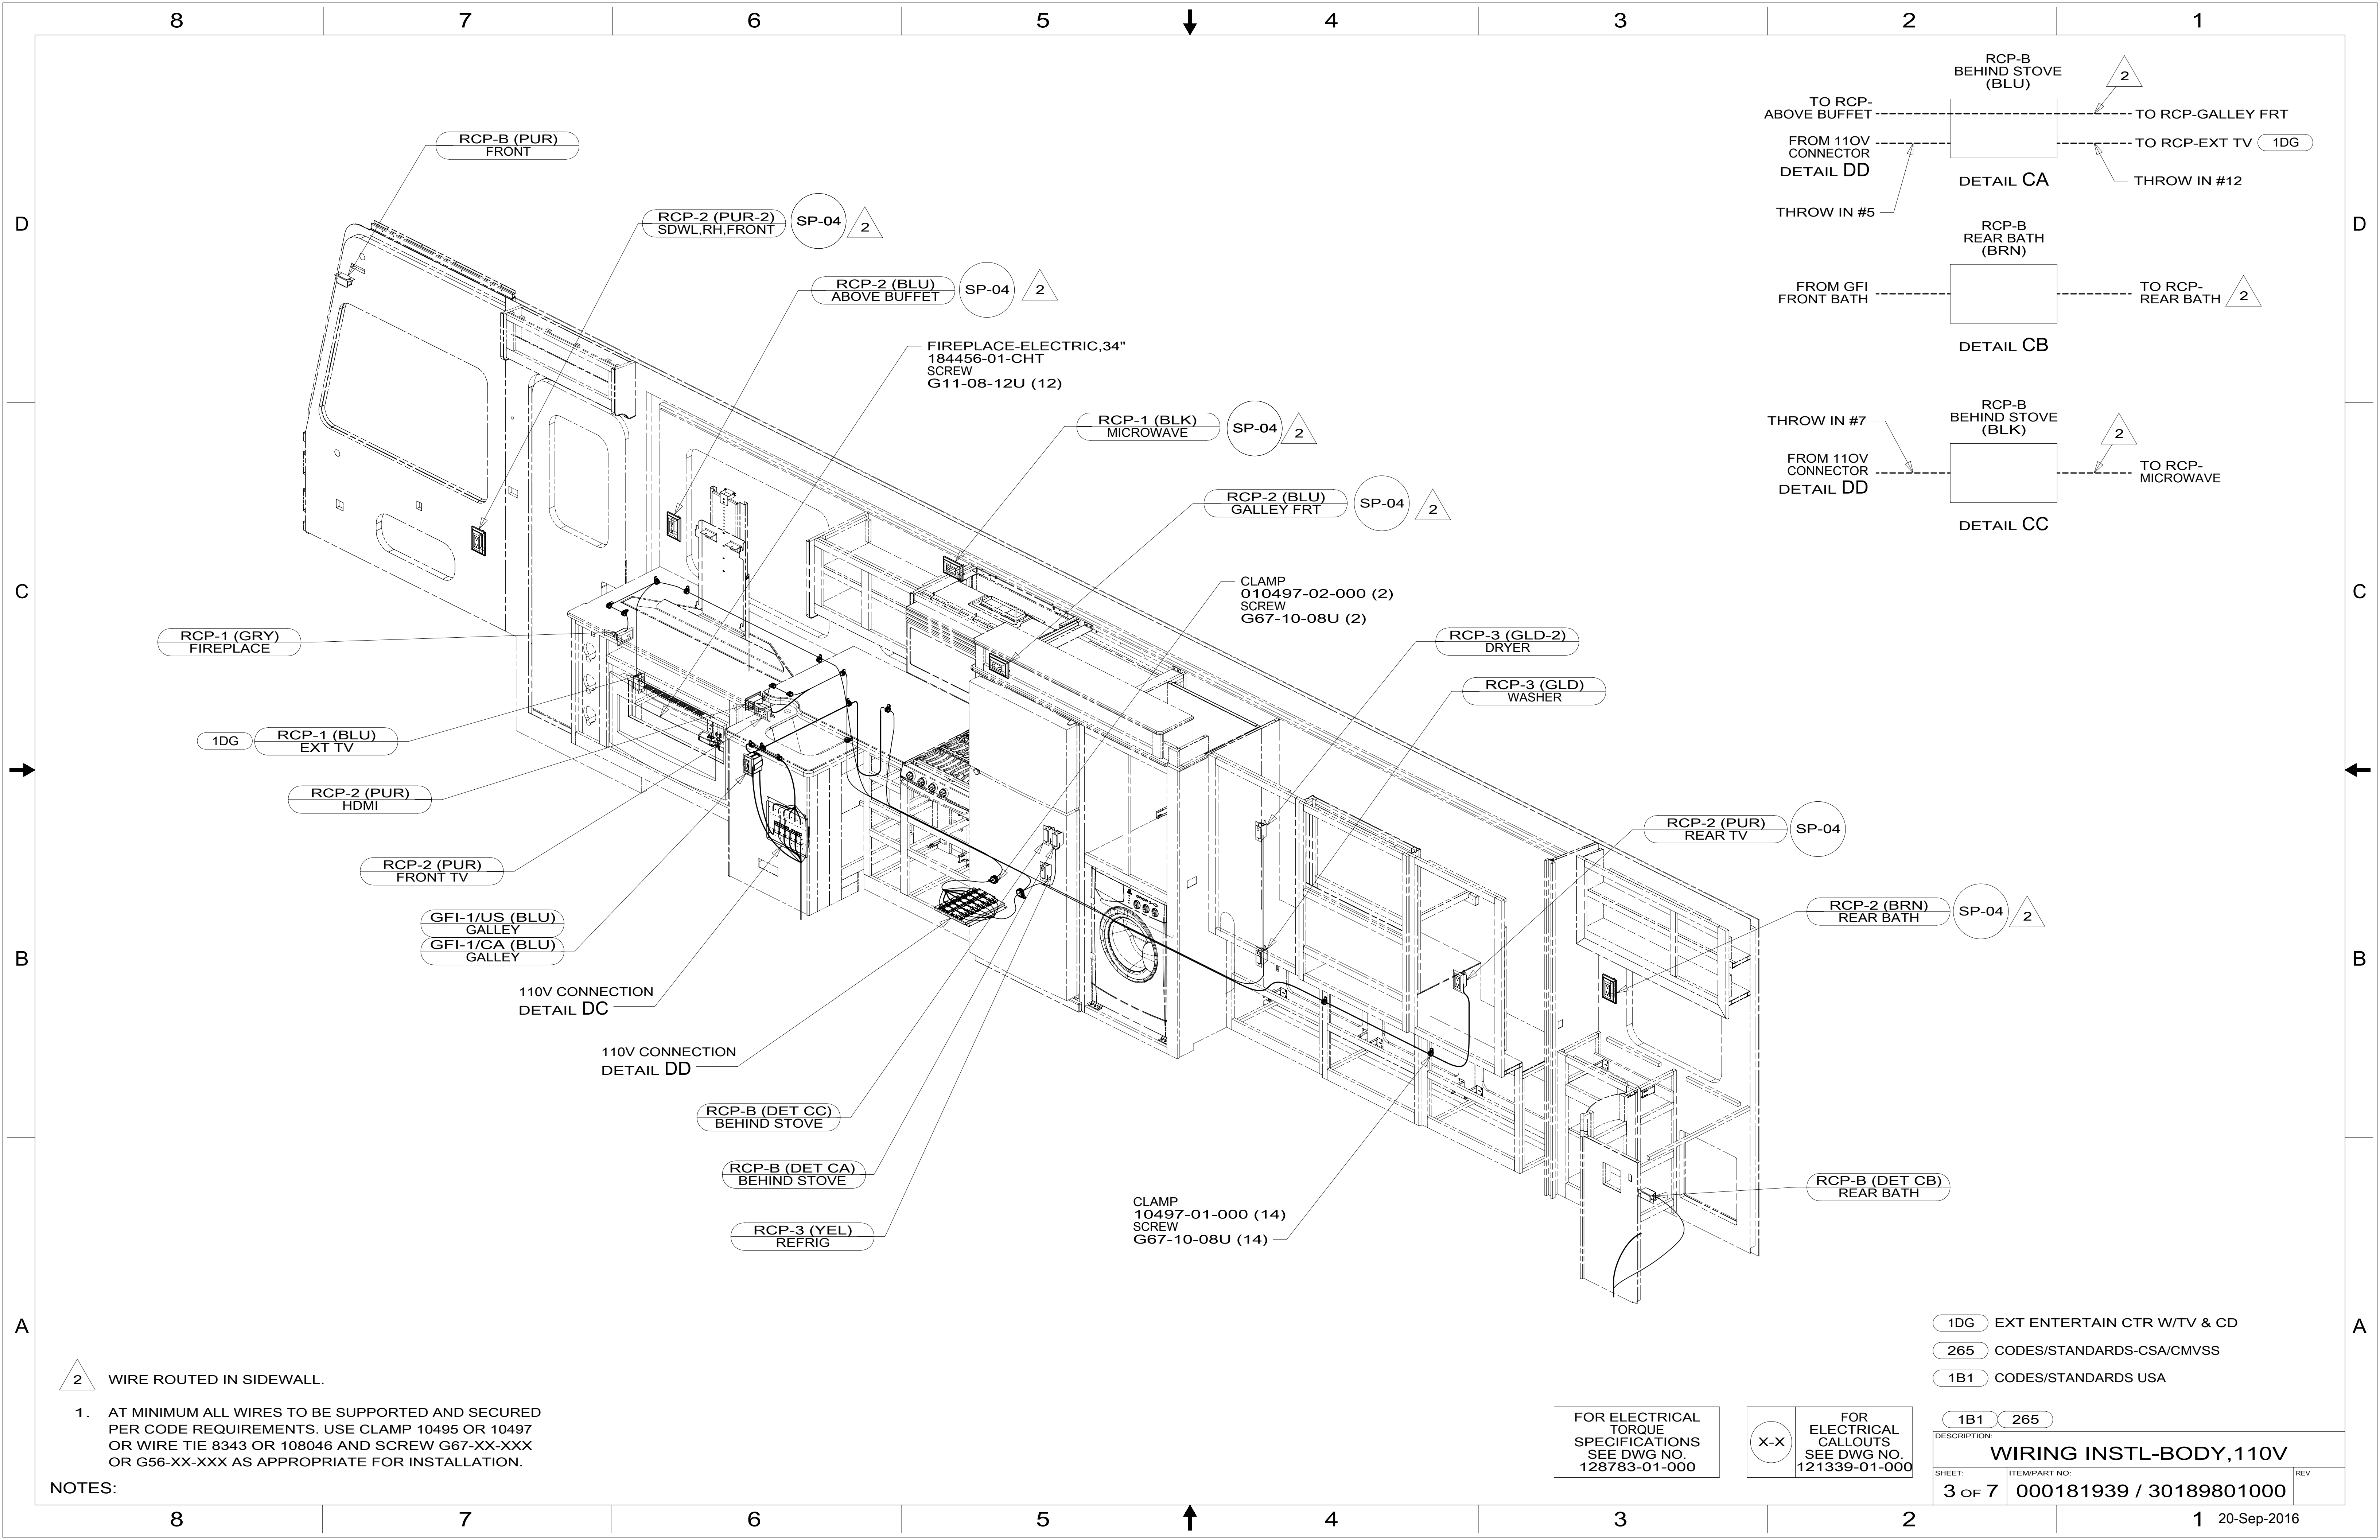 8 7 6 5 4 3 2 1
D
C
B
A
D
C
B
A
RCP-B (PUR)
FRONT
RCP-2 (PUR-2)
SDWL,RH,FRONT
SP-04
2
RCP-2 (BLU)
ABOVE BUFFET
SP-04
2
FIREPLACE-ELECTRIC,34"
184456-01-CHT
SCREW
G11-08-12U (12)
RCP-1 (BLK)
MICROWAVE
SP-04
2
RCP-2 (BLU)
GALLEY FRT
SP-04
2
CLAMP
010497-02-000 (2)
SCREW
G67-10-08U (2)
RCP-3 (GLD-2)
DRYER
RCP-3 (GLD)
WASHER
RCP-2 (PUR)
REAR TV
SP-04
RCP-2 (BRN)
REAR BATH
SP-04
2
RCP-B (DET CB)
REAR BATH
RCP-1 (GRY)
FIREPLACE
1DG
RCP-1 (BLU)
EXT TV
RCP-2 (PUR)
HDMI
RCP-2 (PUR)
FRONT TV
GFI-1/US (BLU)
GALLEY
GFI-1/CA (BLU)
GALLEY
110V CONNECTION
DETAIL DC
110V CONNECTION
DETAIL DD
RCP-B (DET CC)
BEHIND STOVE
RCP-B (DET CA)
BEHIND STOVE
RCP-3 (YEL)
REFRIG
CLAMP
10497-01-000 (14)
SCREW
G67-10-08U (14)
RCP-B
BEHIND STOVE
(BLU)
2
TO RCP-
ABOVE BUFFET
TO RCP-GALLEY FRT
FROM 11OV
CONNECTOR
DETAIL DD
TO RCP-EXT TV
1DG
DETAIL CA
THROW IN #12
THROW IN #5
RCP-B
REAR BATH
(BRN)
FROM GFI
FRONT BATH
TO RCP-
REAR BATH
2
DETAIL CB
THROW IN #7
RCP-B
BEHIND STOVE
(BLK)
2
FROM 11OV
CONNECTOR
DETAIL DD
TO RCP-
MICROWAVE
DETAIL CC
2 WIRE ROUTED IN SIDEWALL.
1. AT MINIMUM ALL WIRES TO BE SUPPORTED AND SECURED
PER CODE REQUIREMENTS. USE CLAMP 10495 OR 10497
OR WIRE TIE 8343 OR 108046 AND SCREW G67-XX-XXX
OR G56-XX-XXX AS APPROPRIATE FOR INSTALLATION.
NOTES:
FOR ELECTRICAL
TORQUE
SPECIFICATIONS
SEE DWG NO.
128783-01-000
X-X
FOR
ELECTRICAL
CALLOUTS
SEE DWG NO.
121339-01-000
1DG EXT ENTERTAIN CTR W/TV & CD
265 CODES/STANDARDS-CSA/CMVSS
1B1 CODES/STANDARDS USA
1B1 265
DESCRIPTION:
WIRING INSTL-BODY,110V
SHEET:
3 OF 7
ITEM/PART NO:
000181939 / 30189801000
REV
8 7 6 5 4 3 2 1
20-Sep-2016